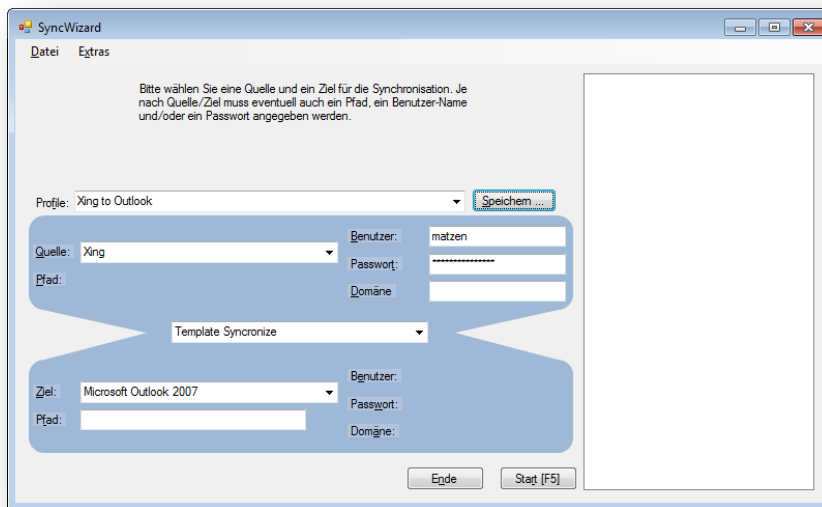 SyncWizard
Datei Extras
Bitte wählen Sie eine Quelle und ein Ziel für die Synchronisation. Je
nach Quelle/Ziel muss eventuell auch ein Pfad, ein Benutzer-Name
und/oder ein Passwort angegeben werden.
Profile: Xing to Outlook Speichern ...
Benutzer: matzen
Quelle: Xing
Passwort: ***************
Pfad:
Domäne
Template Syncronize
Benutzer:
Ziel: Microsoft Outlook 2007
Passwort:
Pfad:
Domäne:
Ende Start [F5]